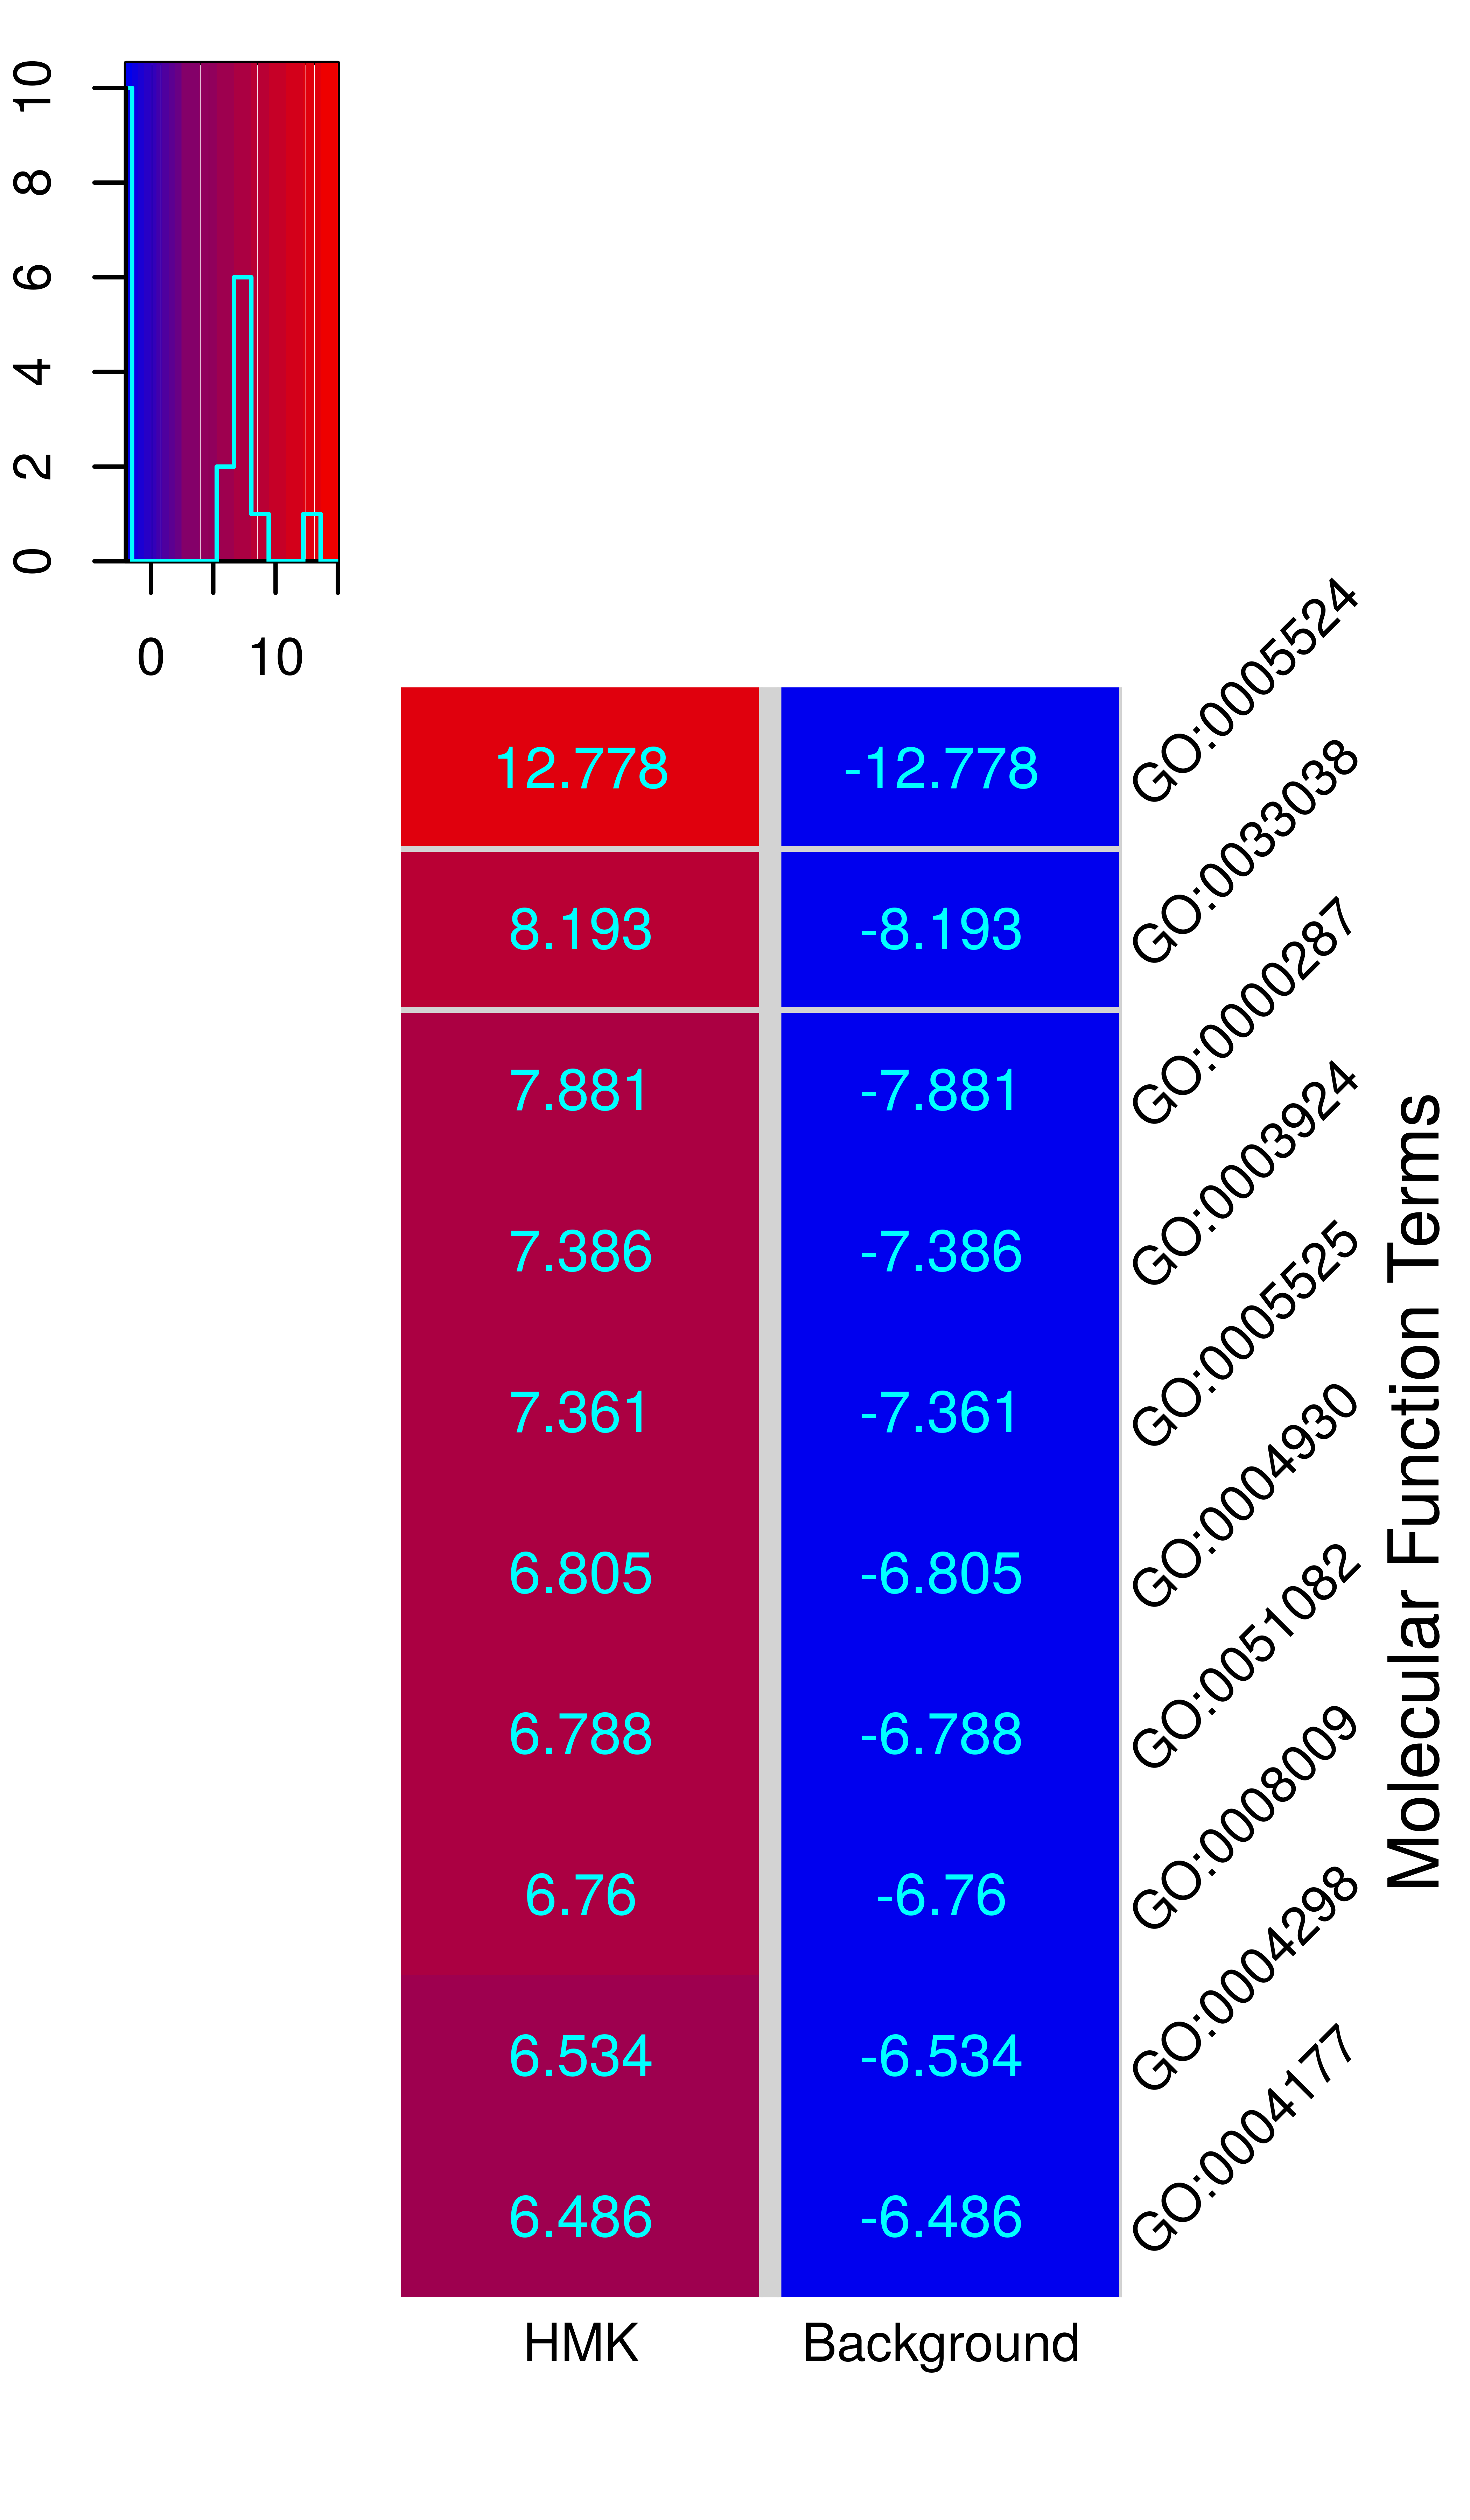 10
8
6
4
2
0
0 10
12.778 -12.778 GO:0005524
8.193 -8.193 GO:0033038
7.881 -7.881 GO:0000287
7.386 -7.386 GO:0003924
7.361 -7.361 GO:0005525
6.805 -6.805 GO:0004930
6.788 -6.788 GO:0051082
6.76 -6.76 GO:0008009
6.534 -6.534 GO:0004298
6.486 -6.486 GO:0004177
HMK Background
Molecular Function Terms